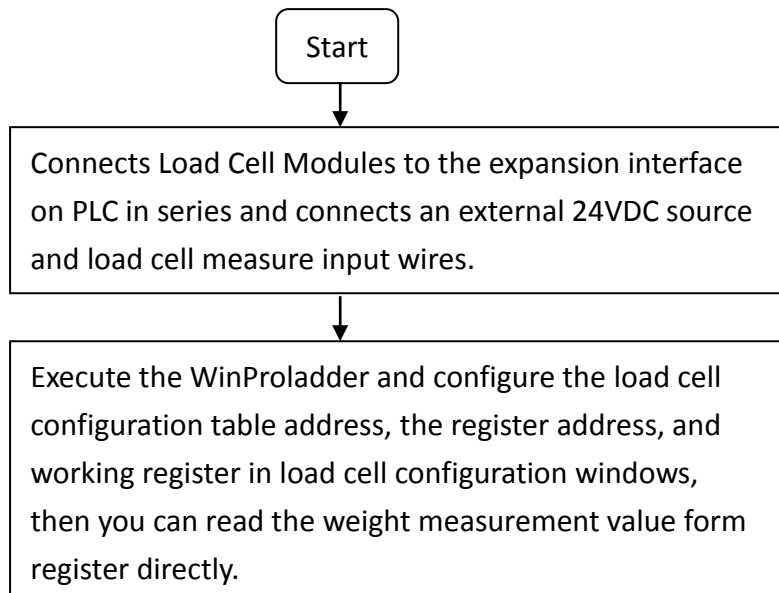 Start
Connects Load Cell Modules to the expansion interface
on PLC in series and connects an external 24VDC source
and load cell measure input wires.
Execute the WinProladder and configure the load cell
configuration table address, the register address, and
working register in load cell configuration windows,
then you can read the weight measurement value form
register directly.